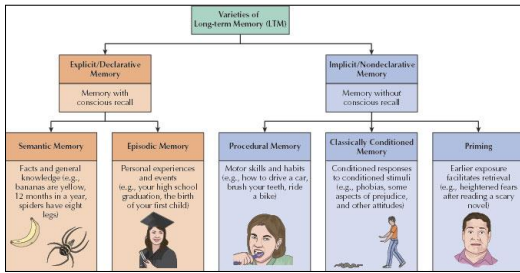 Varieties of
Long-term Memory (LTM)
Explicit/Declarative
Memory
Memory with
conscious recall
Implicit/Nondeclarative
Memory
Memory without
conscious recall
Semantic Memory
Facts and general
knowledge (e.g.,
bananas are yellow,
12 months in a year,
spiders have eight
legs)
Episodic Memory
Personal experiences
and events
(e.g., your high school
graduation, the birth
of your first child)
Procedural Memory
Motor skills and habits
(e.g., how to drive a car,
brush your teeth, ride
a bike)
Classically Conditioned
Memory
Conditioned responses
to conditioned stimuli
(e.g., phobias, some
aspects of prejudice,
and other attitudes)
Priming
Earlier exposure
facilitates retrieval
(e.g., heightened fears
after reading a scary
novel)